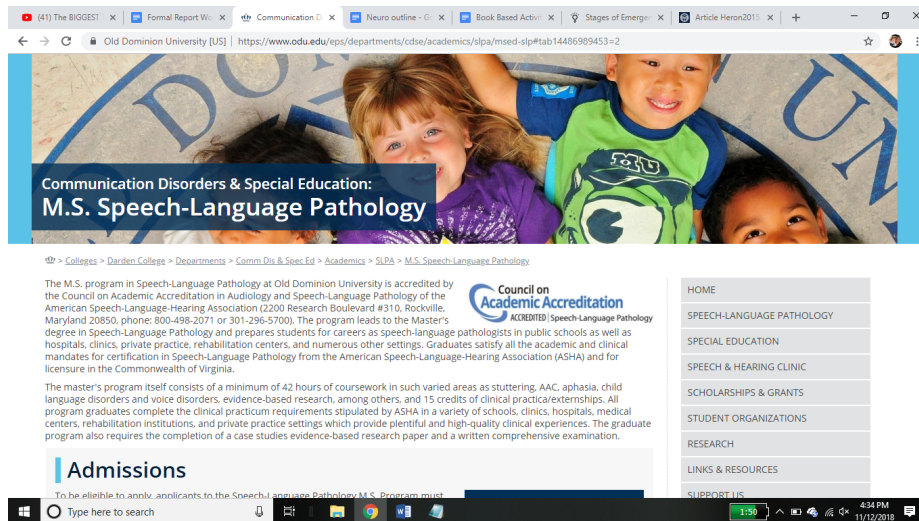 (41) The BIGGEST
Formal Report Wo
Communication D
Neuro outline - Go
Book Based Activit
Stages of Emergen
Article Heron2015
Old Dominion University [US] | https://www.odu.edu/eps/departments/cdse/academics/slpa/msed-slp#tab14486989453=2
OLD DOMINION UN
MU
Communication Disorders & Special Education:
M.S. Speech-Language Pathology
> Colleges > Darden College > Departments > Comm Dis & Spec Ed > Academics > SLPA > M.S. Speech-Language Pathology
The M.S. program in Speech-Language Pathology at Old Dominion University is accredited by
the Council on Academic Accreditation in Audiology and Speech-Language Pathology of the
American Speech-Language-Hearing Association (2200 Research Boulevard #310, Rockville,
Maryland 20850, phone: 800-498-2071 or 301-296-5700). The program leads to the Master's
degree in Speech-Language Pathology and prepares students for careers as speech-language pathologists in public schools as well as
hospitals, clinics, private practice, rehabilitation centers, and numerous other settings. Graduates satisfy all the academic and clinical
mandates for certification in Speech-Language Pathology from the American Speech-Language-Hearing Association (ASHA) and for
licensure in the Commonwealth of Virginia.
Council on
Academic Accreditation
ACCREDITED | Speech-Language Pathology
The master's program itself consists of a minimum of 42 hours of coursework in such varied areas as stuttering, AAC, aphasia, child
language disorders and voice disorders, evidence-based research, among others, and 15 credits of clinical practica/externships. All
program graduates complete the clinical practicum requirements stipulated by ASHA in a variety of schools, clinics, hospitals, medical
centers, rehabilitation institutions, and private practice settings which provide plentiful and high-quality clinical experiences. The graduate
program also requires the completion of a case studies evidence-based research paper and a written comprehensive examination.
Admissions
To be eligible to apply, applicants to the Speech-Language Pathology M.S. Program must
HOME
SPEECH-LANGUAGE PATHOLOGY
SPECIAL EDUCATION
SPEECH & HEARING CLINIC
SCHOLARSHIPS & GRANTS
STUDENT ORGANIZATIONS
RESEARCH
LINKS & RESOURCES
SUPPORT US
Type here to search
1:50
4:34 PM
11/12/2018